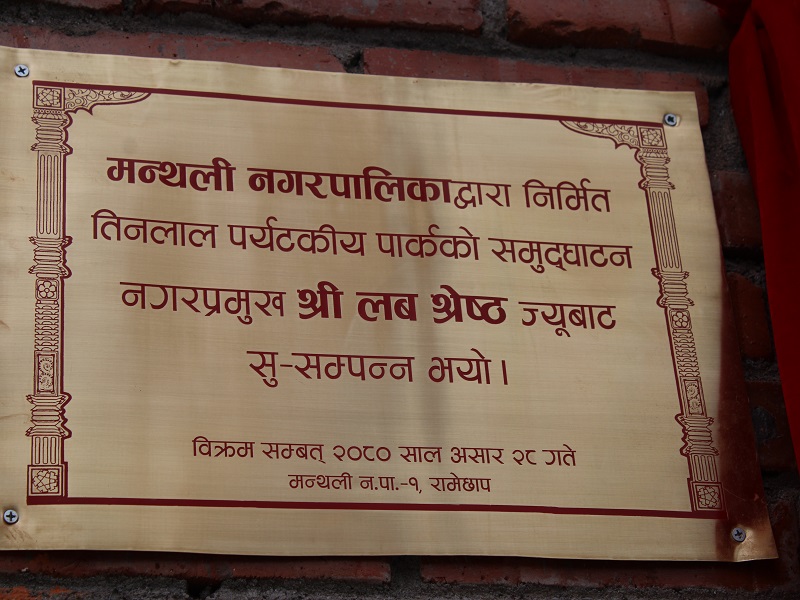 मन्थली नगरपालिकाद्वारा निर्मित
तिनलाल पर्यटकीय पार्कको समुद्घाटन
नगरप्रमुख श्री लब श्रेष्ठ ज्यूबाट
सु-सम्पन्न भयो।
विक्रम सम्बत् २०८० साल असार २८ गते
मन्थली न.पा.-१, रामेछाप